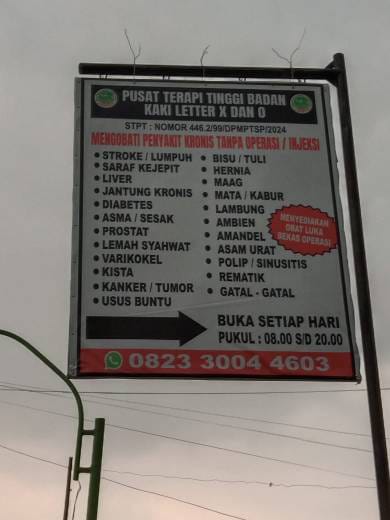 PUSAT TERAPI TINGGI BADAN
KAKI LETTER X DAN O
STPT : NOMOR 446.2/99/DPMPTSP/2024
MENGOBATI PENYAKIT KRONIS TANPA OPERASI / INJEKSI
• STROKE / LUMPUH
• SARAF KEJEPIT
• LIVER
• JANTUNG KRONIS
• DIABETES
• ASMA / SESAK
• PROSTAT
• LEMAH SYAHWAT
• VARIKOKEL
• KISTA
• KANKER / TUMOR
• USUS BUNTU
• BISU / TULI
• HERNIA
• MAAG
• MATA / KABUR
• LAMBUNG
• AMBIEN
• AMANDEL
• ASAM URAT
• POLIP / SINUSITIS
• REMATIK
• GATAL - GATAL
MENYEDIAKAN
OBAT LUKA
BEKAS OPERASI
BUKA SETIAP HARI
PUKUL : 08.00 S/D 20.00
0823 3004 4603